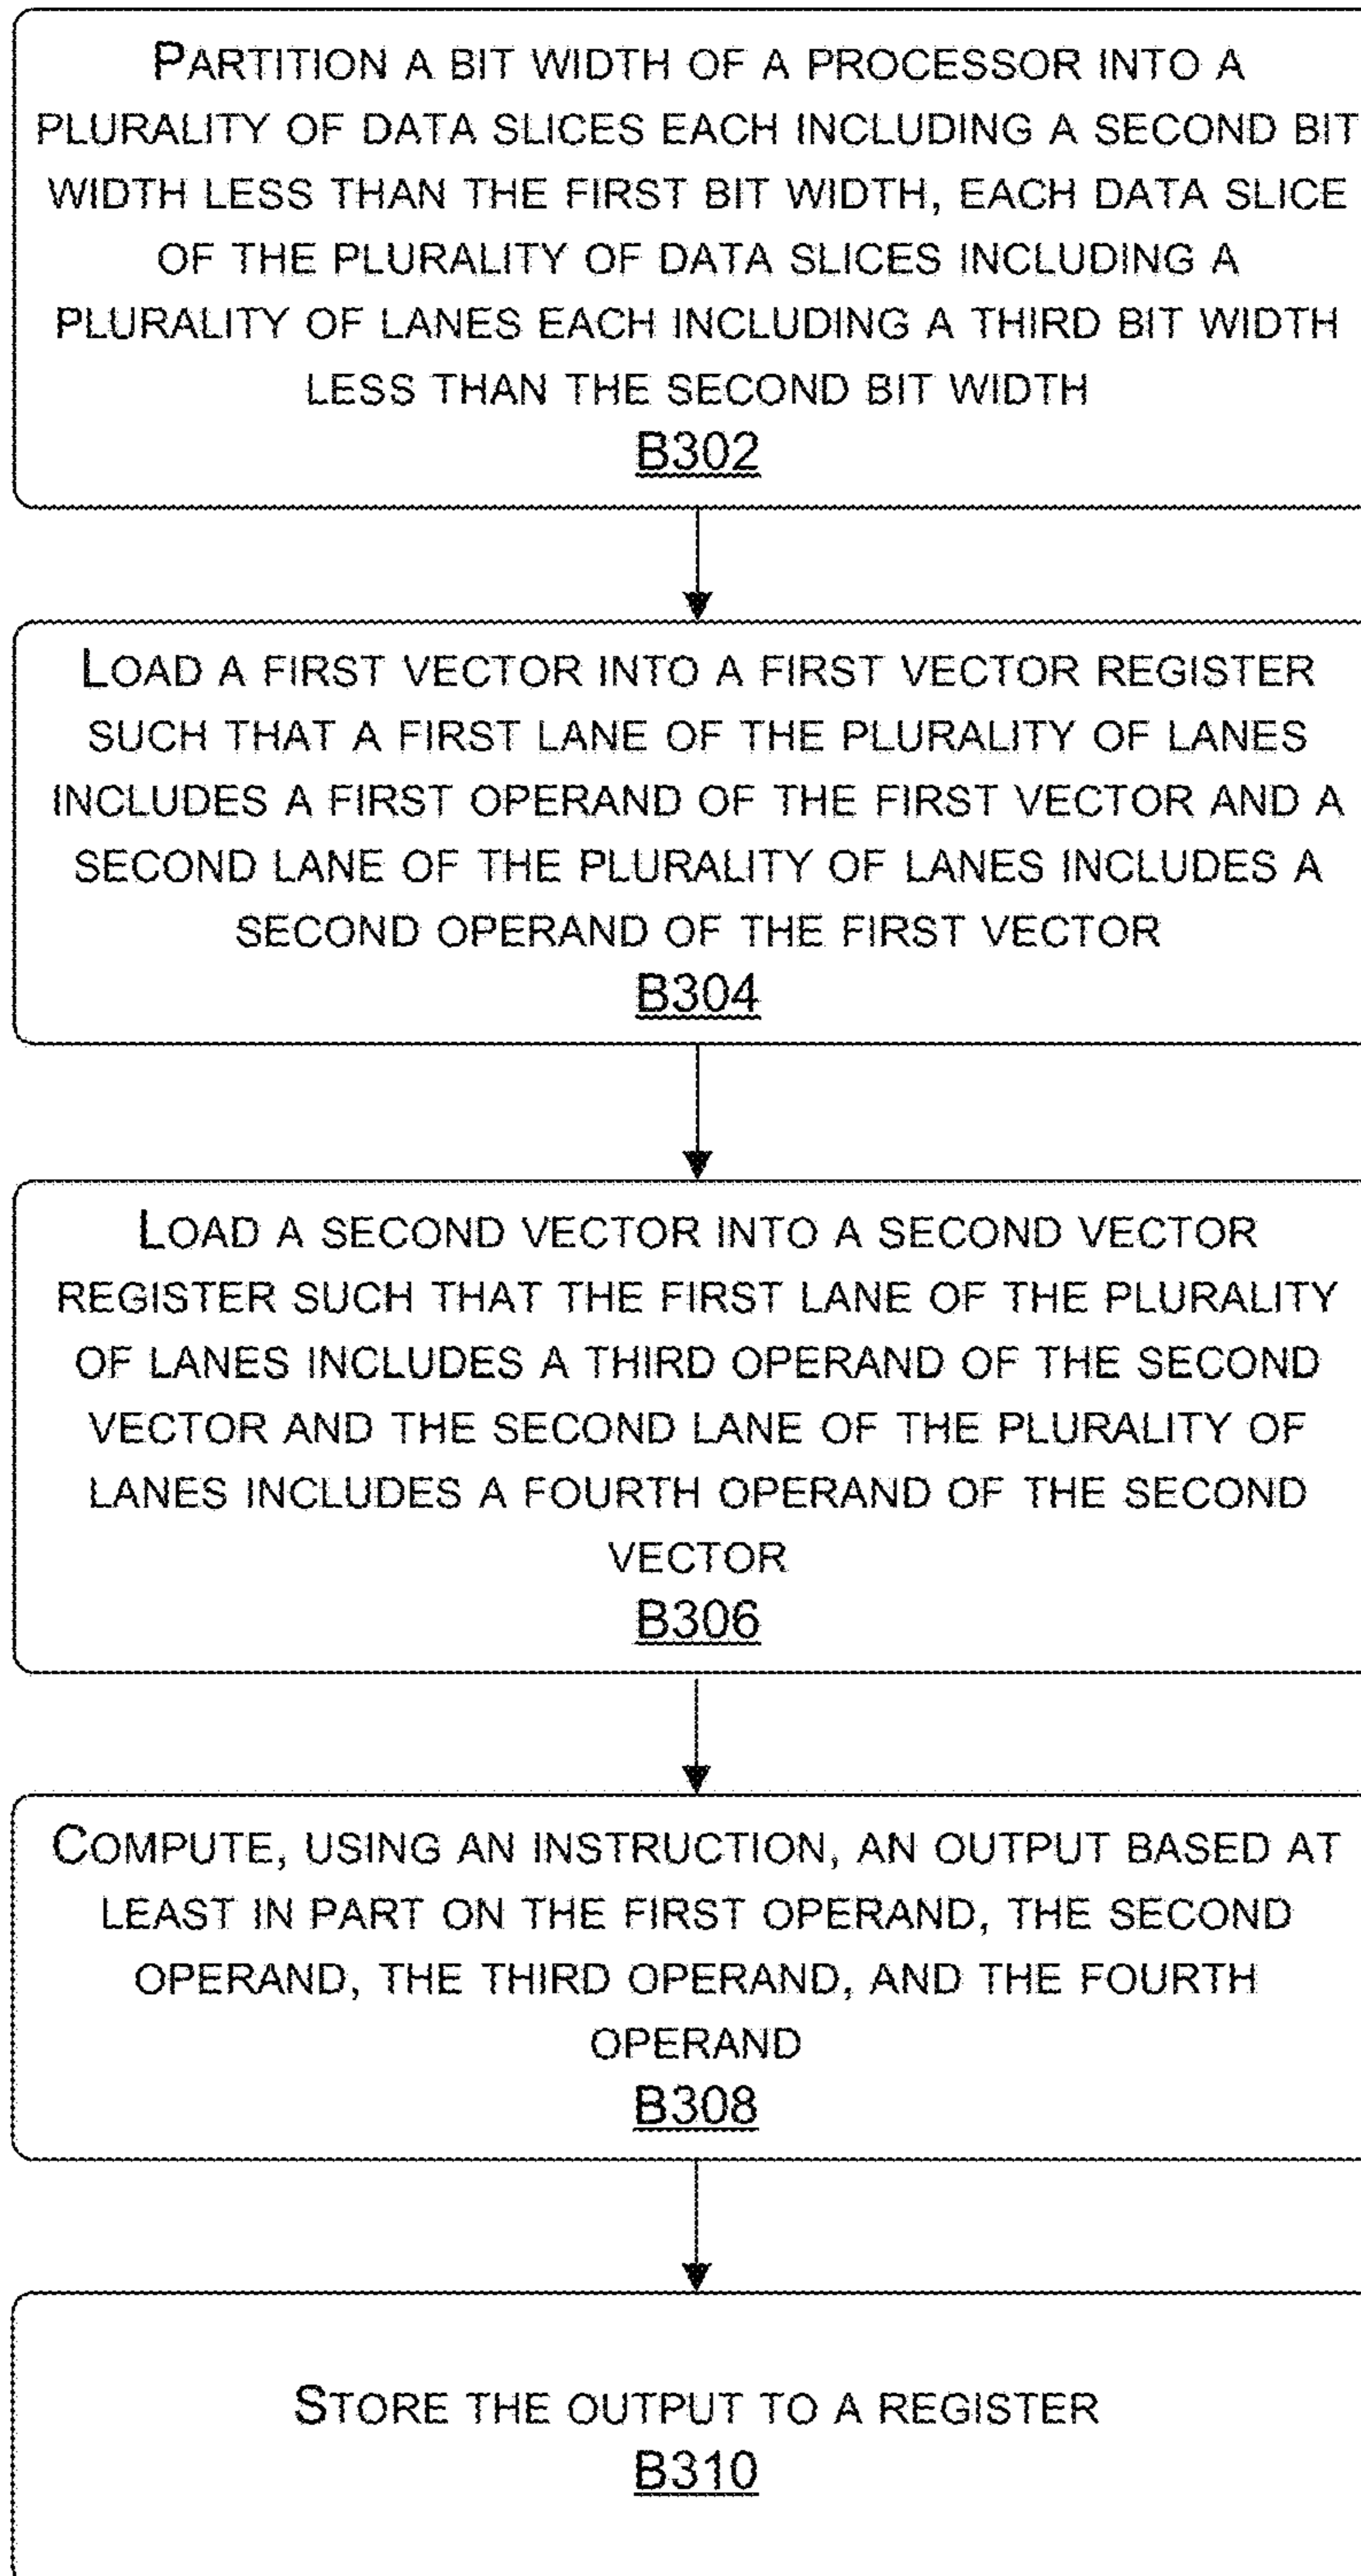 PARTITION A BIT WIDTH OF A PROCESSOR INTO A
PLURALITY OF DATA SLICES EACH INCLUDING A SECOND BIT
WIDTH LESS THAN THE FIRST BIT WIDTH, EACH DATA SLICE
OF THE PLURALITY OF DATA SLICES INCLUDING A
PLURALITY OF LANES EACH INCLUDING A THIRD BIT WIDTH
LESS THAN THE SECOND BIT WIDTH
B302
LOAD A FIRST VECTOR INTO A FIRST VECTOR REGISTER
SUCH THAT A FIRST LANE OF THE PLURALITY OF LANES
INCLUDES A FIRST OPERAND OF THE FIRST VECTOR AND A
SECOND LANE OF THE PLURALITY OF LANES INCLUDES A
SECOND OPERAND OF THE FIRST VECTOR
B304
LOAD A SECOND VECTOR INTO A SECOND VECTOR
REGISTER SUCH THAT THE FIRST LANE OF THE PLURALITY
OF LANES INCLUDES A THIRD OPERAND OF THE SECOND
VECTOR AND THE SECOND LANE OF THE PLURALITY OF
LANES INCLUDES A FOURTH OPERAND OF THE SECOND
VECTOR
B306
COMPUTE, USING AN INSTRUCTION, AN OUTPUT BASED AT
LEAST IN PART ON THE FIRST OPERAND, THE SECOND
OPERAND, THE THIRD OPERAND, AND THE FOURTH
OPERAND
B308
STORE THE OUTPUT TO A REGISTER
B310